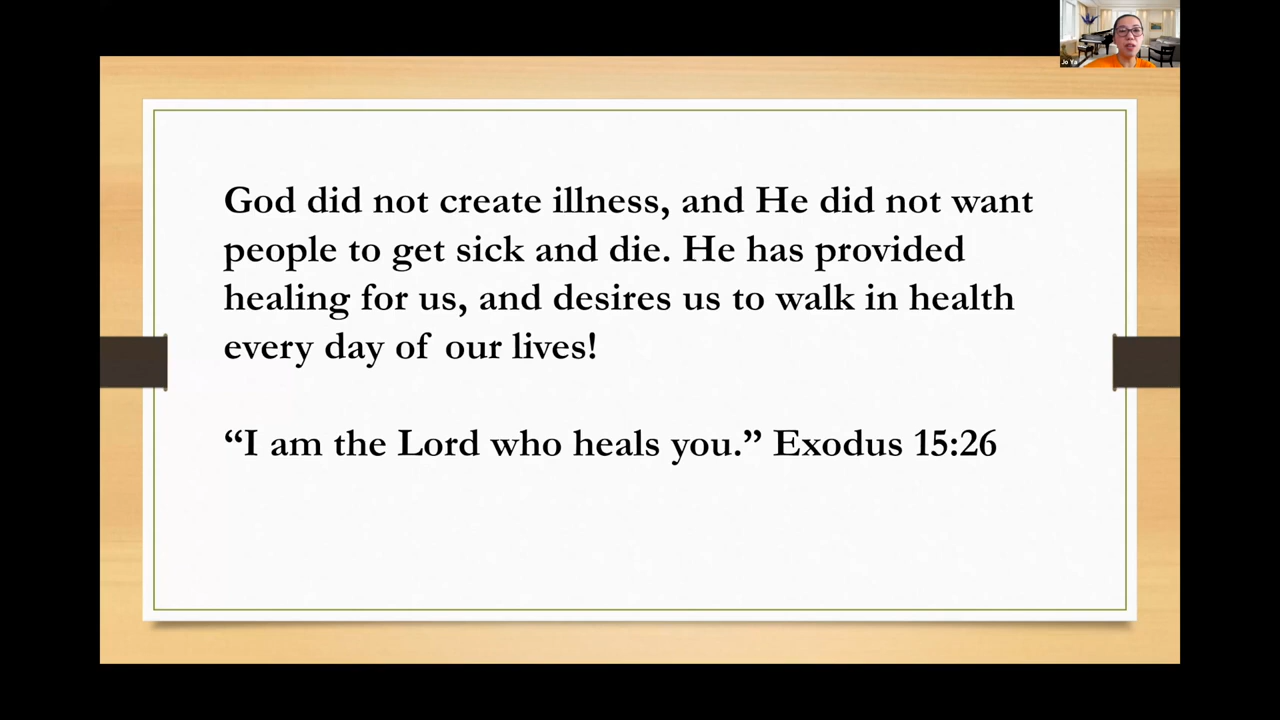 Jo Ya
God did not create illness, and He did not want
people to get sick and die. He has provided
healing for us, and desires us to walk in health
every day of our lives!
“I am the Lord who heals you.” Exodus 15:26